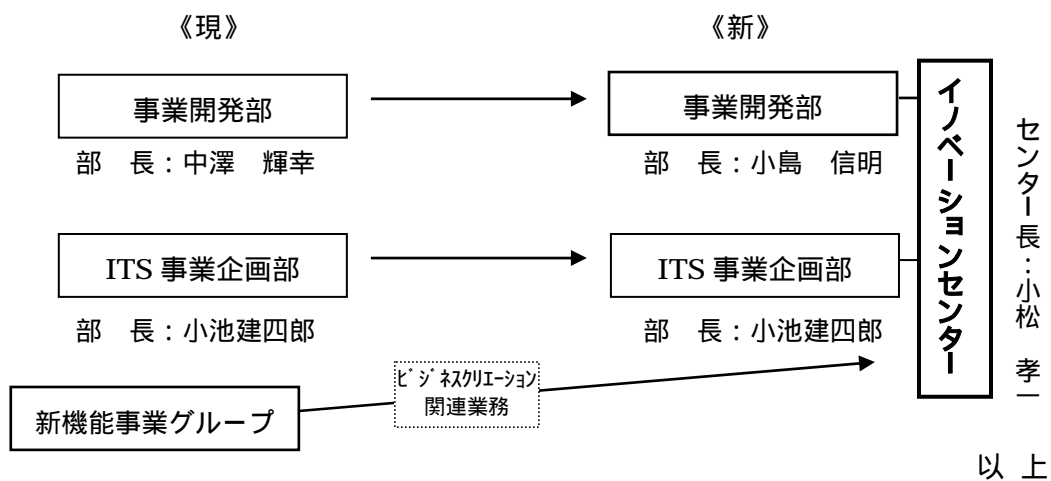 《現》
《新》
事業開発部
部　長：中澤　輝幸
事業開発部
部　長：小島　信明
ITS 事業企画部
部　長：小池建四郎
ITS 事業企画部
部　長：小池建四郎
イノベーションセンター
センター長：小松　孝一
新機能事業グループ
ﾋﾞｼﾞﾈｽｸﾘｴｰｼｮﾝ
関連業務
以 上